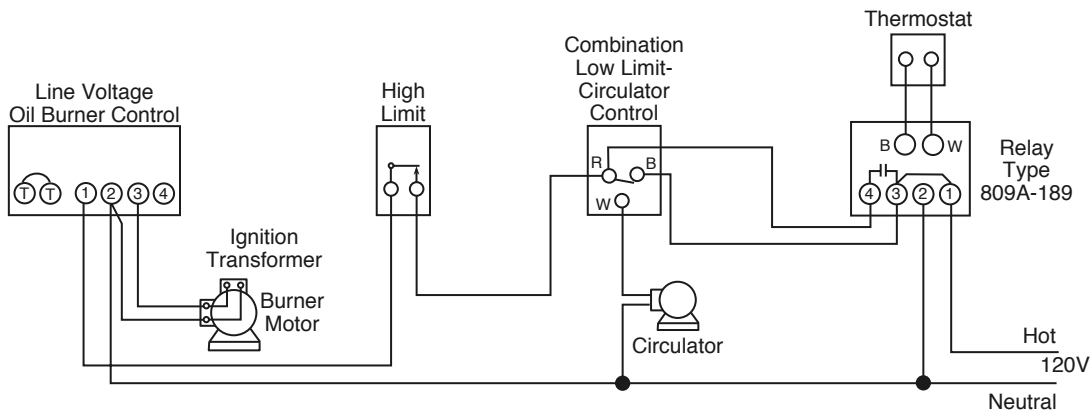 Thermostat
Combination
Low Limit-
Circulator
Control
Line Voltage
Oil Burner Control
High
Limit
B W
Relay
Type
809A-189
R B
W
T T 1 2 3 4
4 3 2 1
Ignition
Transformer
Burner
Motor
Circulator
Hot
120V
Neutral